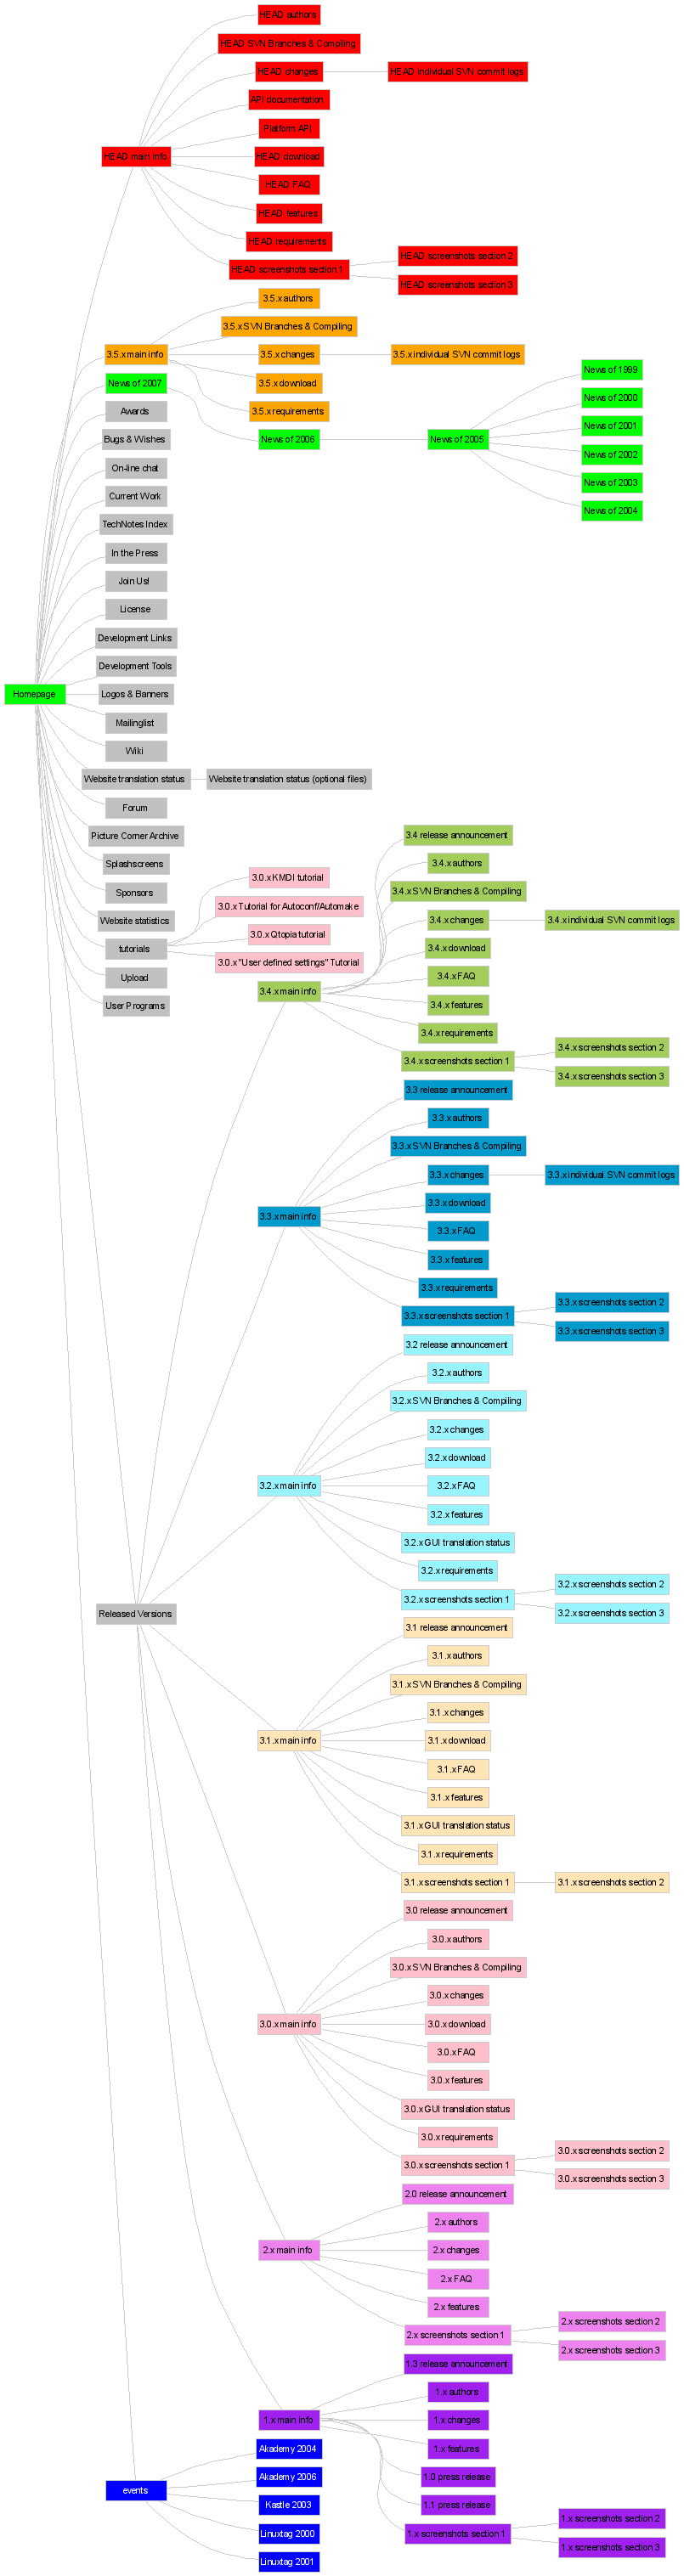 HEAD authors
HEAD SVN Branches & Compiling
HEAD changes
HEAD individual SVN commit logs
API documentation
Platform API
HEAD main info
HEAD download
HEAD FAQ
HEAD features
HEAD requirements
HEAD screenshots section 1
HEAD screenshots section 2
HEAD screenshots section 3
3.5.x authors
3.5.x SVN Branches & Compiling
3.5.x main info
3.5.x changes
3.5.x individual SVN commit logs
3.5.x download
3.5.x requirements
News of 2007
News of 2006
News of 2005
News of 1999
News of 2000
News of 2001
News of 2002
News of 2003
News of 2004
Awards
Bugs & Wishes
On-line chat
Current Work
TechNotes Index
In the Press
Join Us!
License
Development Links
Development Tools
Homepage
Logos & Banners
Mailinglist
Wiki
Website translation status
Website translation status (optional files)
Forum
Picture Corner Archive
Splashscreens
Sponsors
Website statistics
tutorials
3.0.x KMDI tutorial
3.0.x Tutorial for Autoconf/Automake
3.0.x Qtopia tutorial
3.0.x "User defined settings" Tutorial
Upload
User Programs
3.4 release announcement
3.4.x authors
3.4.x SVN Branches & Compiling
3.4.x changes
3.4.x individual SVN commit logs
3.4.x download
3.4.x FAQ
3.4.x main info
3.4.x features
3.4.x requirements
3.4.x screenshots section 1
3.4.x screenshots section 2
3.4.x screenshots section 3
3.3 release announcement
3.3.x authors
3.3.x SVN Branches & Compiling
3.3.x changes
3.3.x individual SVN commit logs
3.3.x download
3.3.x main info
3.3.x FAQ
3.3.x features
3.3.x requirements
3.3.x screenshots section 1
3.3.x screenshots section 2
3.3.x screenshots section 3
3.2 release announcement
3.2.x authors
3.2.x SVN Branches & Compiling
3.2.x changes
3.2.x download
3.2.x main info
3.2.x FAQ
3.2.x features
3.2.x GUI translation status
3.2.x requirements
3.2.x screenshots section 1
3.2.x screenshots section 2
3.2.x screenshots section 3
Released Versions
3.1 release announcement
3.1.x authors
3.1.x SVN Branches & Compiling
3.1.x changes
3.1.x main info
3.1.x download
3.1.x FAQ
3.1.x features
3.1.x GUI translation status
3.1.x requirements
3.1.x screenshots section 1
3.1.x screenshots section 2
3.0 release announcement
3.0.x authors
3.0.x SVN Branches & Compiling
3.0.x changes
3.0.x main info
3.0.x download
3.0.x FAQ
3.0.x features
3.0.x GUI translation status
3.0.x requirements
3.0.x screenshots section 1
3.0.x screenshots section 2
3.0.x screenshots section 3
2.0 release announcement
2.x authors
2.x main info
2.x changes
2.x FAQ
2.x features
2.x screenshots section 1
2.x screenshots section 2
2.x screenshots section 3
1.3 release announcement
1.x authors
1.x main info
1.x changes
1.x features
1.0 press release
1.1 press release
1.x screenshots section 1
1.x screenshots section 2
1.x screenshots section 3
events
Akademy 2004
Akademy 2006
Kastle 2003
Linuxtag 2000
Linuxtag 2001